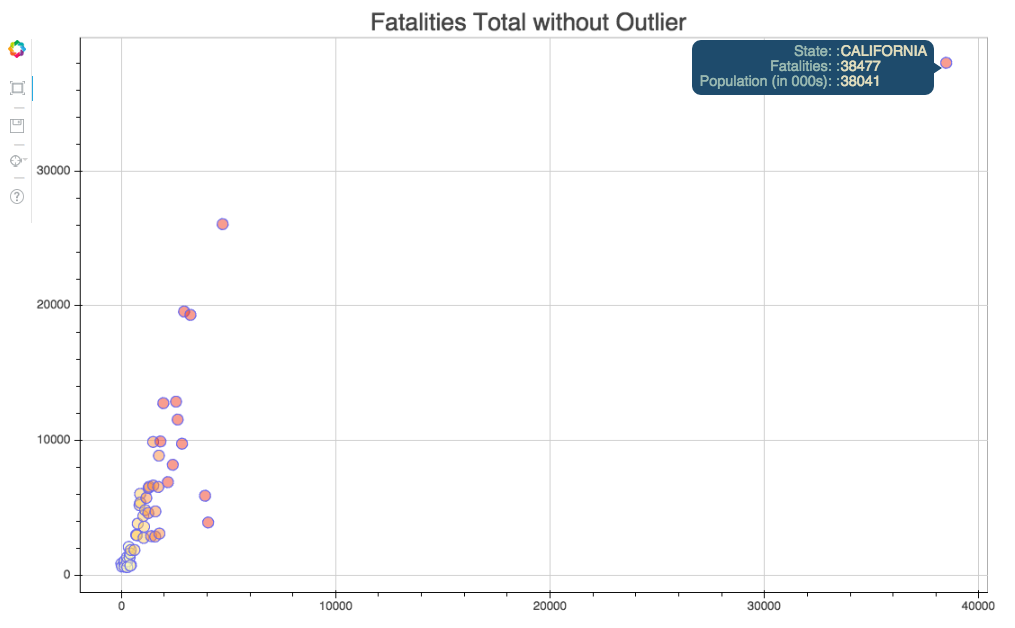 Fatalities Total without Outlier
State: :CALIFORNIA
Fatalities: :38477
Population (in 000s): :38041
30000
20000
10000
0
0 10000 20000 30000 40000
?